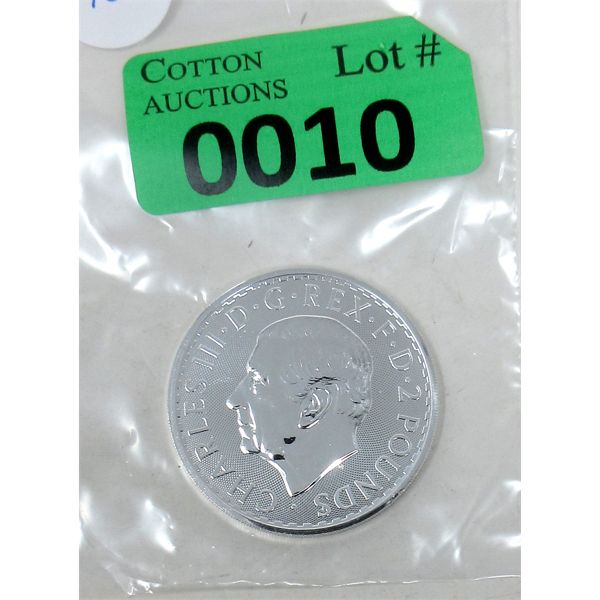 COTTON Lot #
AUCTIONS
0010
CHARLES III · D · G · REX · F · D · 2 POUNDS ·